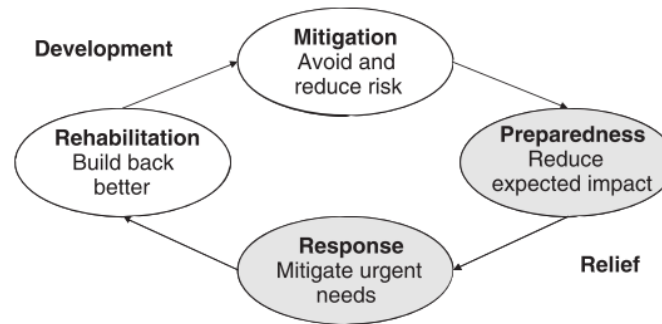 Development
Mitigation
Avoid and
reduce risk
Rehabilitation
Build back
better
Preparedness
Reduce
expected impact
Response
Mitigate urgent
needs
Relief